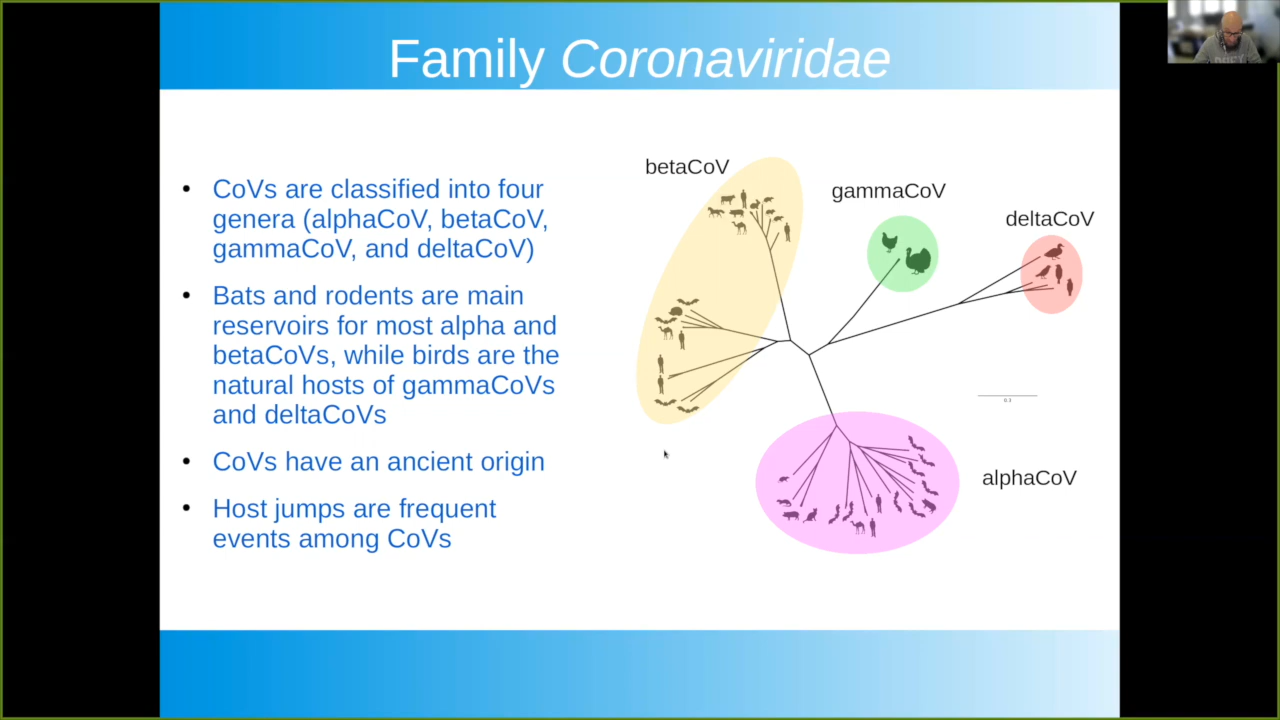 Family Coronaviridae
• CoVs are classified into four
genera (alphaCoV, betaCoV,
gammaCoV, and deltaCoV)
• Bats and rodents are main
reservoirs for most alpha and
betaCoVs, while birds are the
natural hosts of gammaCoVs
and deltaCoVs
• CoVs have an ancient origin
• Host jumps are frequent
events among CoVs
betaCoV
gammaCoV
deltaCoV
alphaCoV